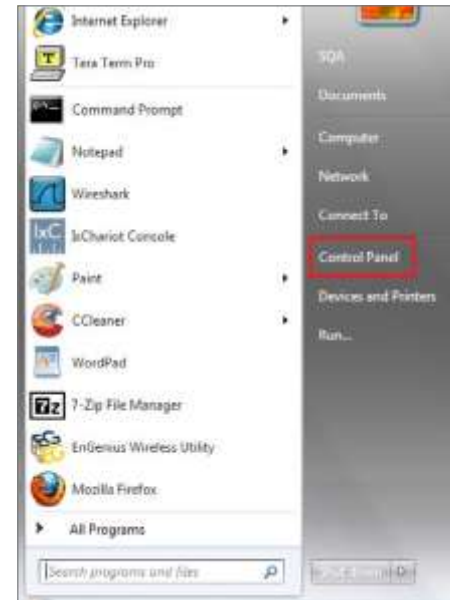 Internet Explorer
Tera Term Pro
Command Prompt
Notepad
Wireshark
IxC
IxChariot Console
Paint
CCleaner
WordPad
7z
7-Zip File Manager
EnGenius Wireless Utility
Mozilla Firefox
All Programs
Search programs and files
SQA
Documents
Computer
Network
Connect To
Control Panel
Devices and Printers
Run...